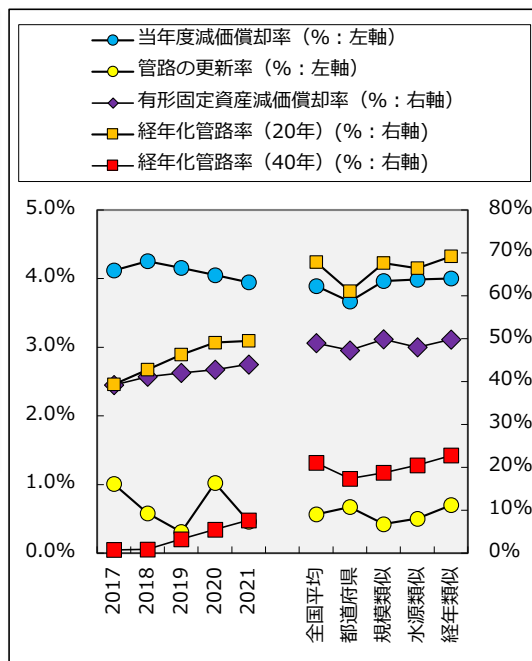 当年度減価償却率（%：左軸）
管路の更新率（%：左軸）
有形固定資産減価償却率（%：右軸）
経年化管路率（20年）(%：右軸)
経年化管路率（40年）(%：右軸)
5.0%
4.0%
3.0%
2.0%
1.0%
0.0%
80%
70%
60%
50%
40%
30%
20%
10%
0%
2017
2018
2019
2020
2021
全国平均
都道府県
規模類似
水源類似
経年類似